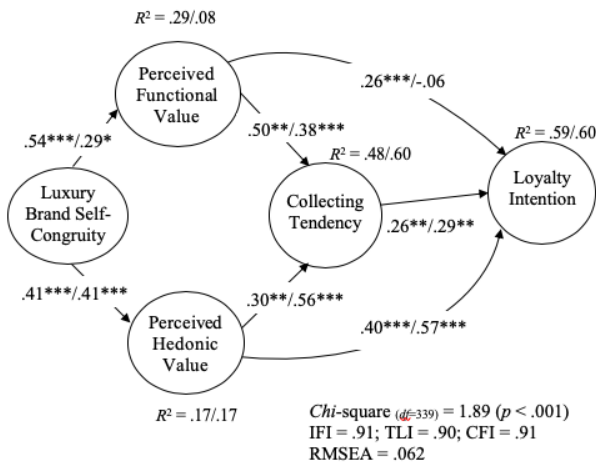 R² = .29/.08
Perceived
Functional
Value
.26***/-.06
.54***/.29*
.50**/.38***
R² = .48/.60
R² = .59/.60
Luxury
Brand Self-
Congruity
Collecting
Tendency
Loyalty
Intention
.26**/.29**
.41***/.41***
.30**/.56***
Perceived
Hedonic
Value
.40***/.57***
R² = .17/.17
Chi-square (df=339) = 1.89 (p < .001)
IFI = .91; TLI = .90; CFI = .91
RMSEA = .062